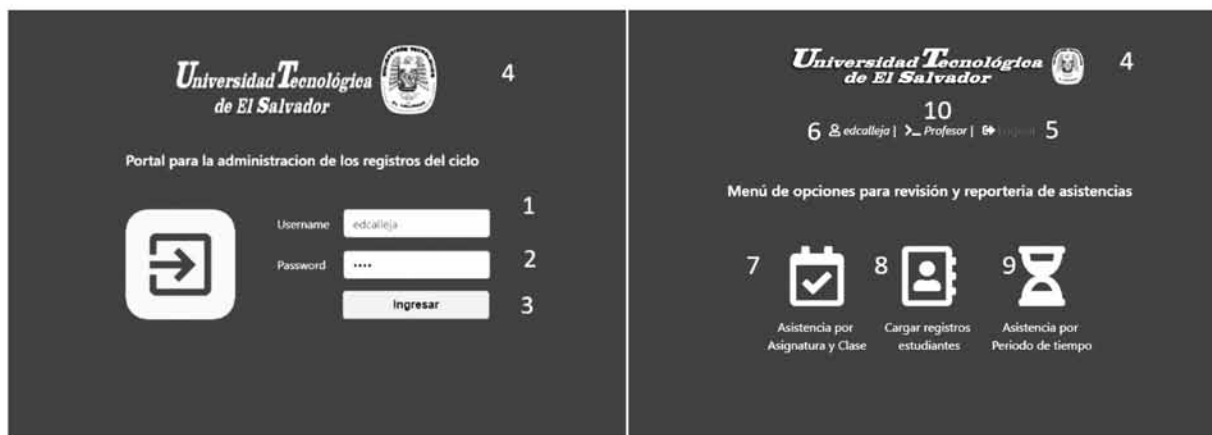 Universidad Tecnológica
de El Salvador
4
Portal para la administracion de los registros del ciclo
Username
edcalleja
1
Password
••••
2
Ingresar
3
Universidad Tecnológica
de El Salvador
4
10
6 edcalleja | >_ Profesor | Logout 5
Menú de opciones para revisión y reporteria de asistencias
7
8
9
Asistencia por
Asignatura y Clase
Cargar registros
estudiantes
Asistencia por
Periodo de tiempo